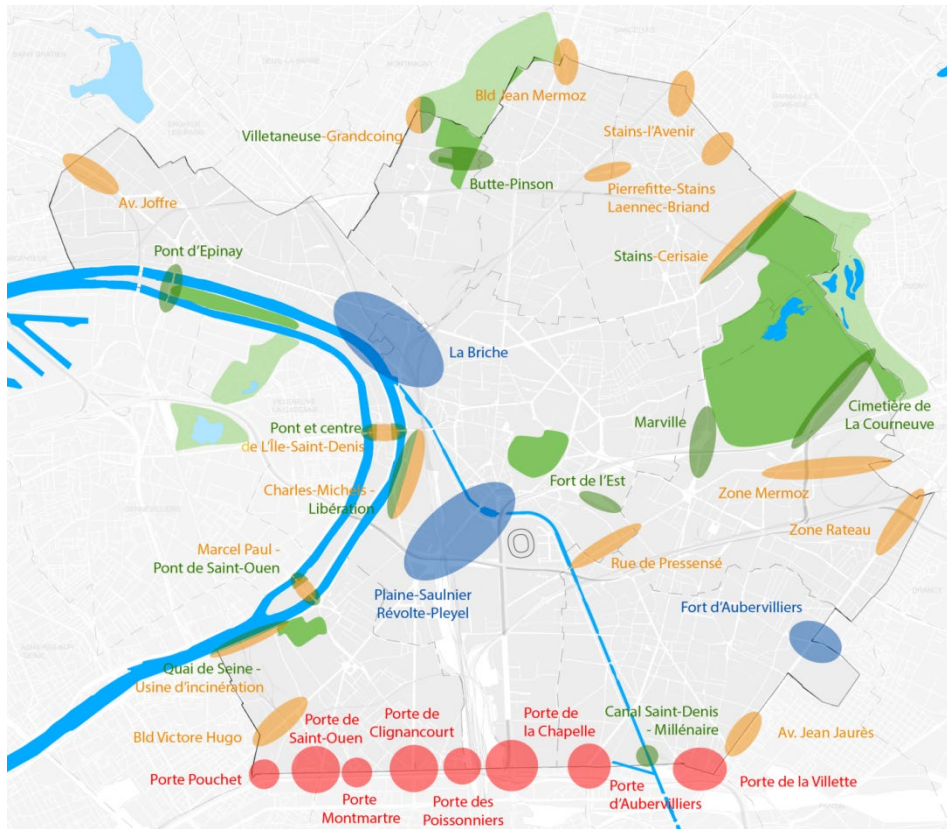 Bld Jean Mermoz
Villetaneuse-Grandcoing
Stains-l'Avenir
Butte-Pinson
Pierrefitte-Stains
Laennec-Briand
Av. Joffre
Pont d'Epinay
Stains-Cerisaie
La Briche
Cimetière de
La Courneuve
Marville
Pont et centre
de L'Île-Saint-Denis
Fort de l'Est
Zone Mermoz
Charles-Michels -
Libération
Zone Rateau
Marcel Paul -
Pont de Saint-Ouen
Rue de Pressensé
Plaine-Saulnier
Révolte-Pleyel
Fort d'Aubervilliers
Quai de Seine -
Usine d'incinération
Bld Victore Hugo
Porte de
Saint-Ouen
Porte de
Clignancourt
Porte de
la Chapelle
Canal Saint-Denis
- Millénaire
Av. Jean Jaurès
Porte Pouchet
Porte
Montmartre
Porte des
Poissonniers
Porte
d'Aubervilliers
Porte de la Villette